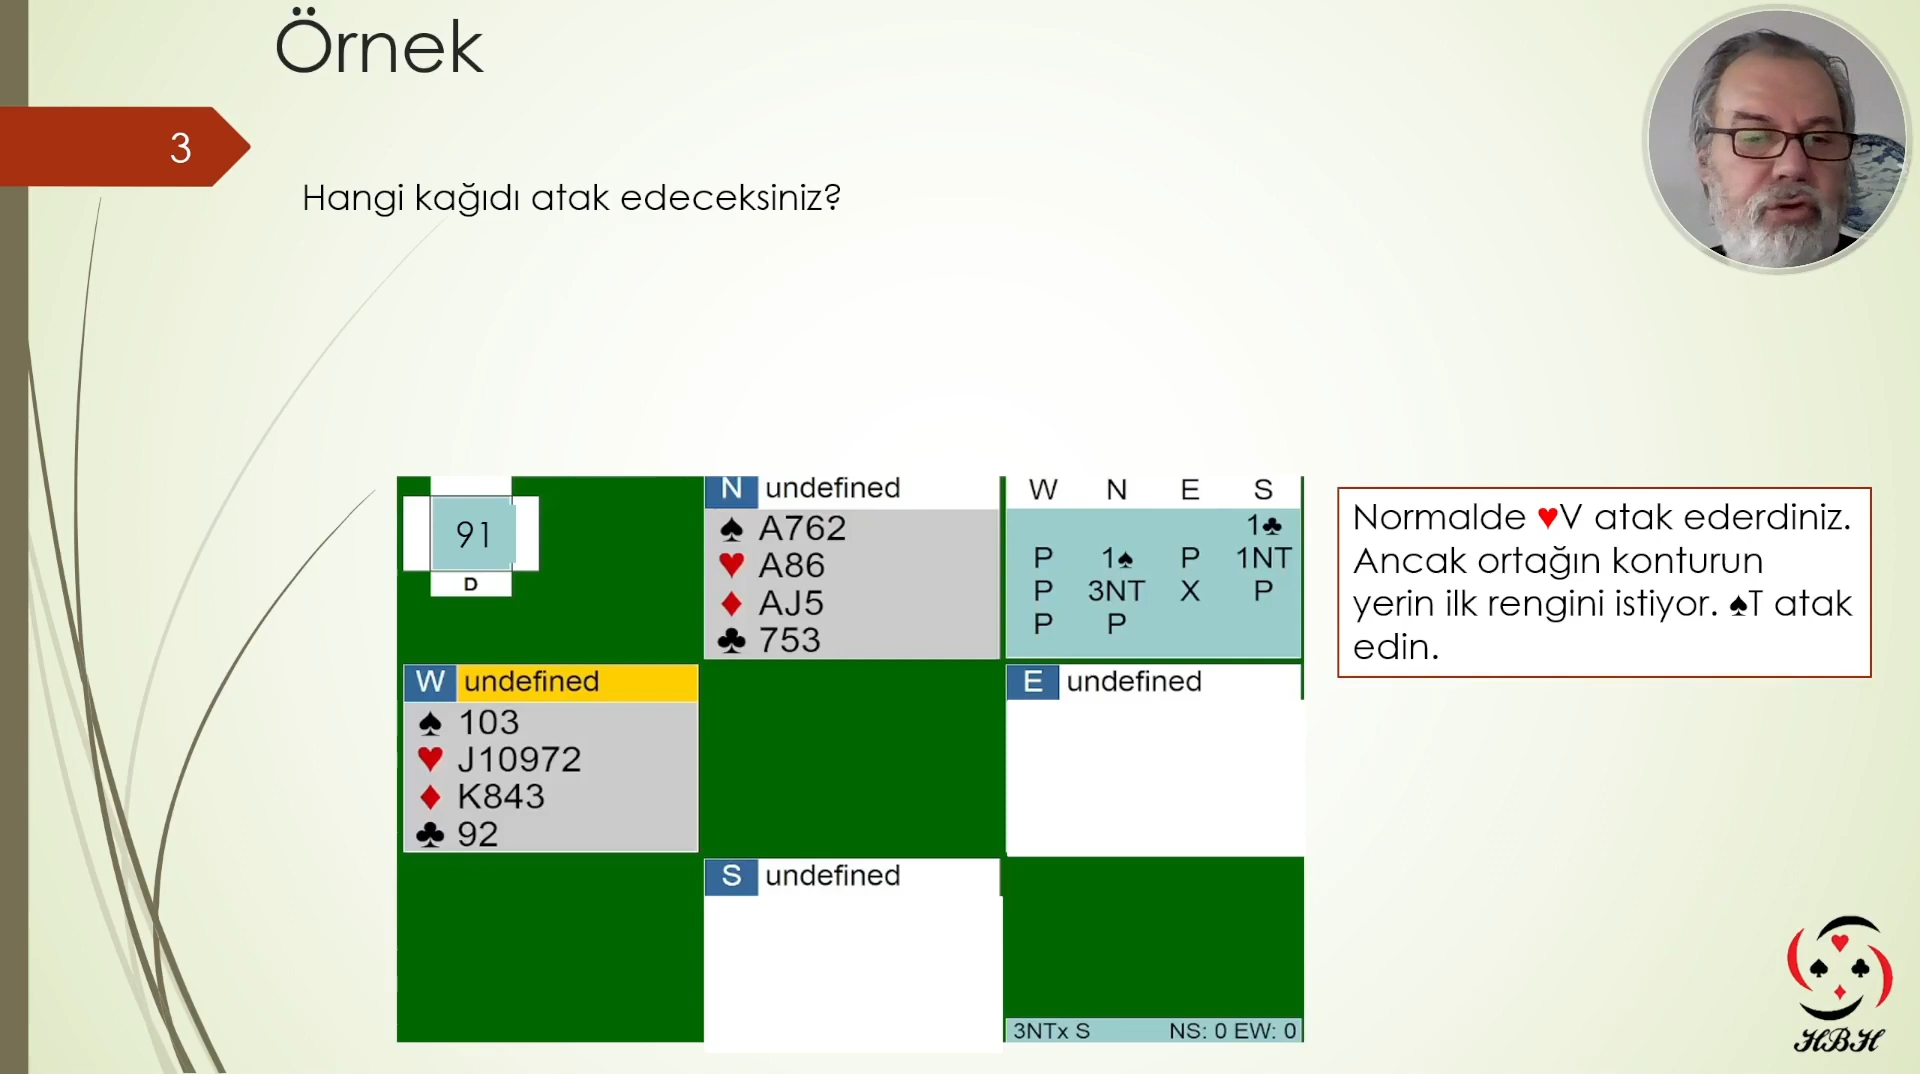 Örnek
3
Hangi kağıdı atak edeceksiniz?
91
D
N undefined
♠ A762
♥ A86
♦ AJ5
♣ 753
W N E S
1♣
P 1♠ P 1NT
P 3NT X P
P P
Normalde ♥V atak ederdiniz.
Ancak ortağın konturun
yerin ilk rengini istiyor. ♠T atak
edin.
W undefined
♠ 103
♥ J10972
♦ K843
♣ 92
E undefined
S undefined
3NTx S NS: 0 EW: 0
HBH